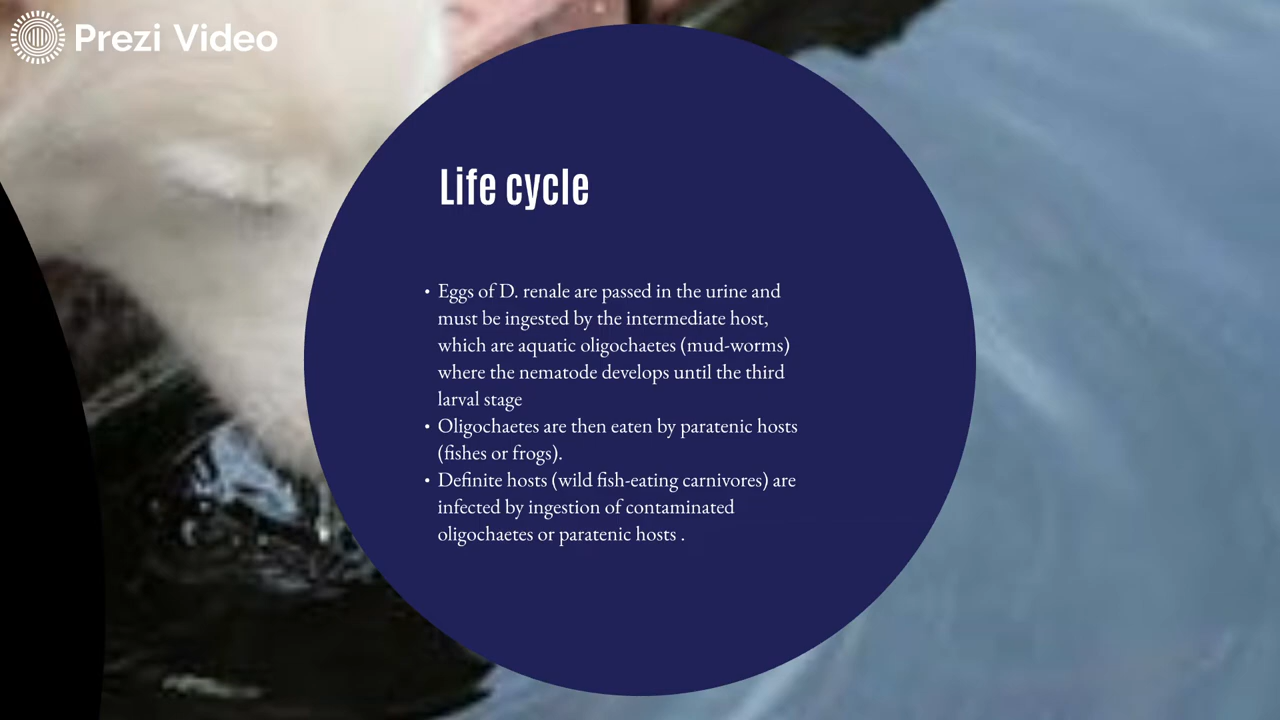 Prezi Video
Life cycle
• Eggs of D. renale are passed in the urine and
must be ingested by the intermediate host,
which are aquatic oligochaetes (mud-worms)
where the nematode develops until the third
larval stage
• Oligochaetes are then eaten by paratenic hosts
(fishes or frogs).
• Definite hosts (wild fish-eating carnivores) are
infected by ingestion of contaminated
oligochaetes or paratenic hosts .